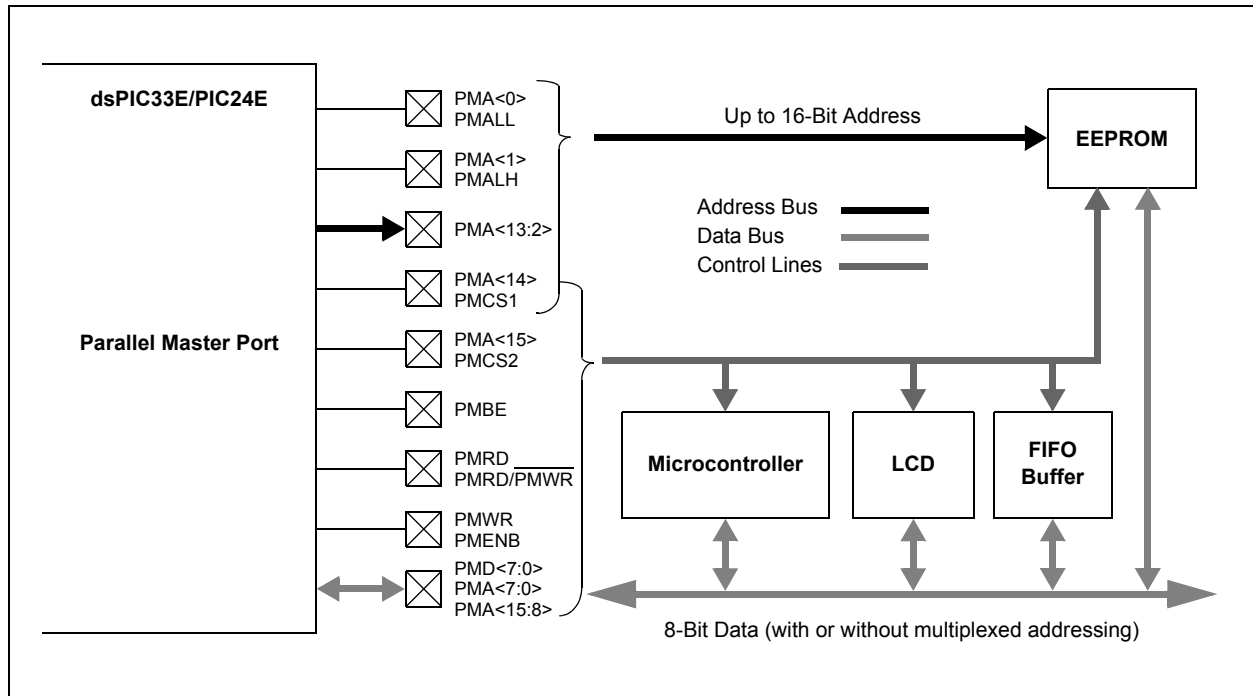 dsPIC33E/PIC24E
Parallel Master Port
PMA<0>
PMALL
PMA<1>
PMALH
PMA<13:2>
PMA<14>
PMCS1
PMA<15>
PMCS2
PMBE
PMRD
PMRD/PMWR
PMWR
PMENB
PMD<7:0>
PMA<7:0>
PMA<15:8>
Up to 16-Bit Address
EEPROM
Address Bus
Data Bus
Control Lines
Microcontroller
LCD
FIFO
Buffer
8-Bit Data (with or without multiplexed addressing)